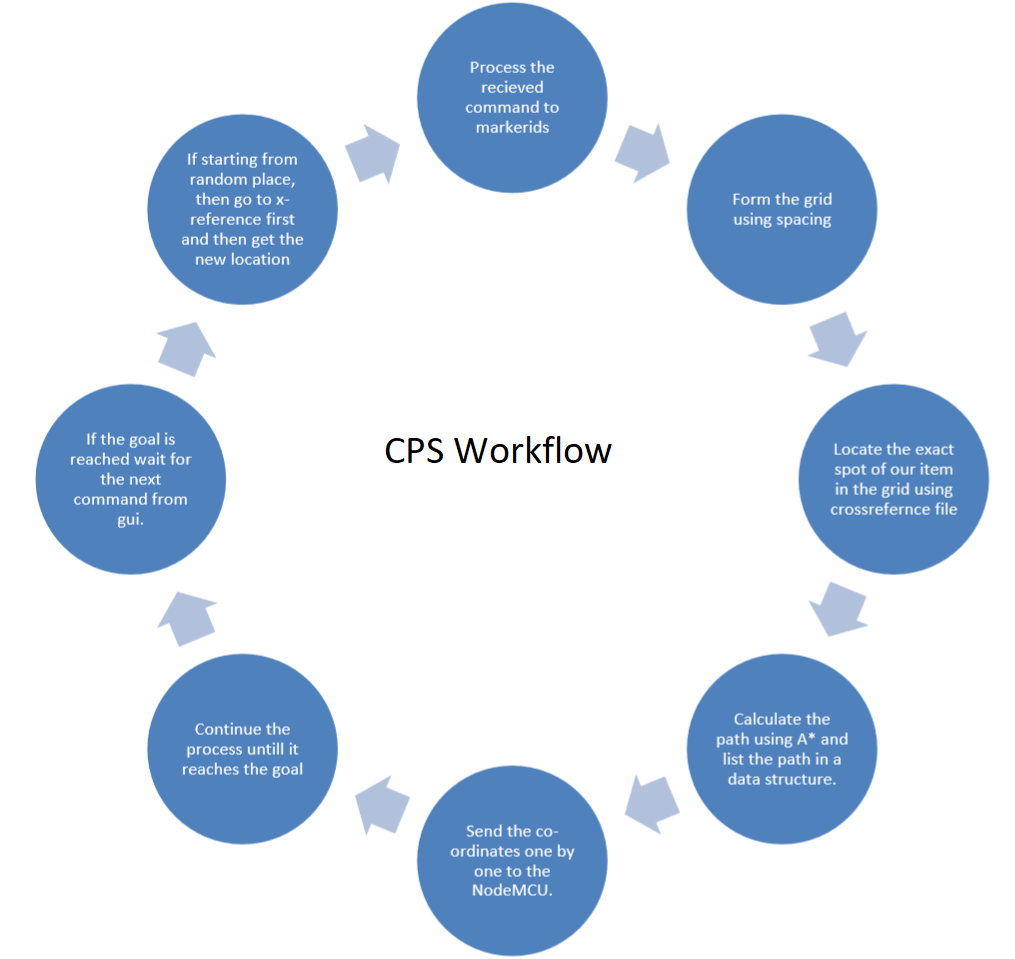 Process the
recieved
command to
markerids
Form the grid
using spacing
Locate the exact
spot of our item
in the grid using
crossrefernce file
Calculate the
path using A* and
list the path in a
data structure.
Send the co-
ordinates one by
one to the
NodeMCU.
Continue the
process untill it
reaches the goal
If the goal is
reached wait for
the next
command from
gui.
If starting from
random place,
then go to x-
reference first
and then get the
new location
CPS Workflow